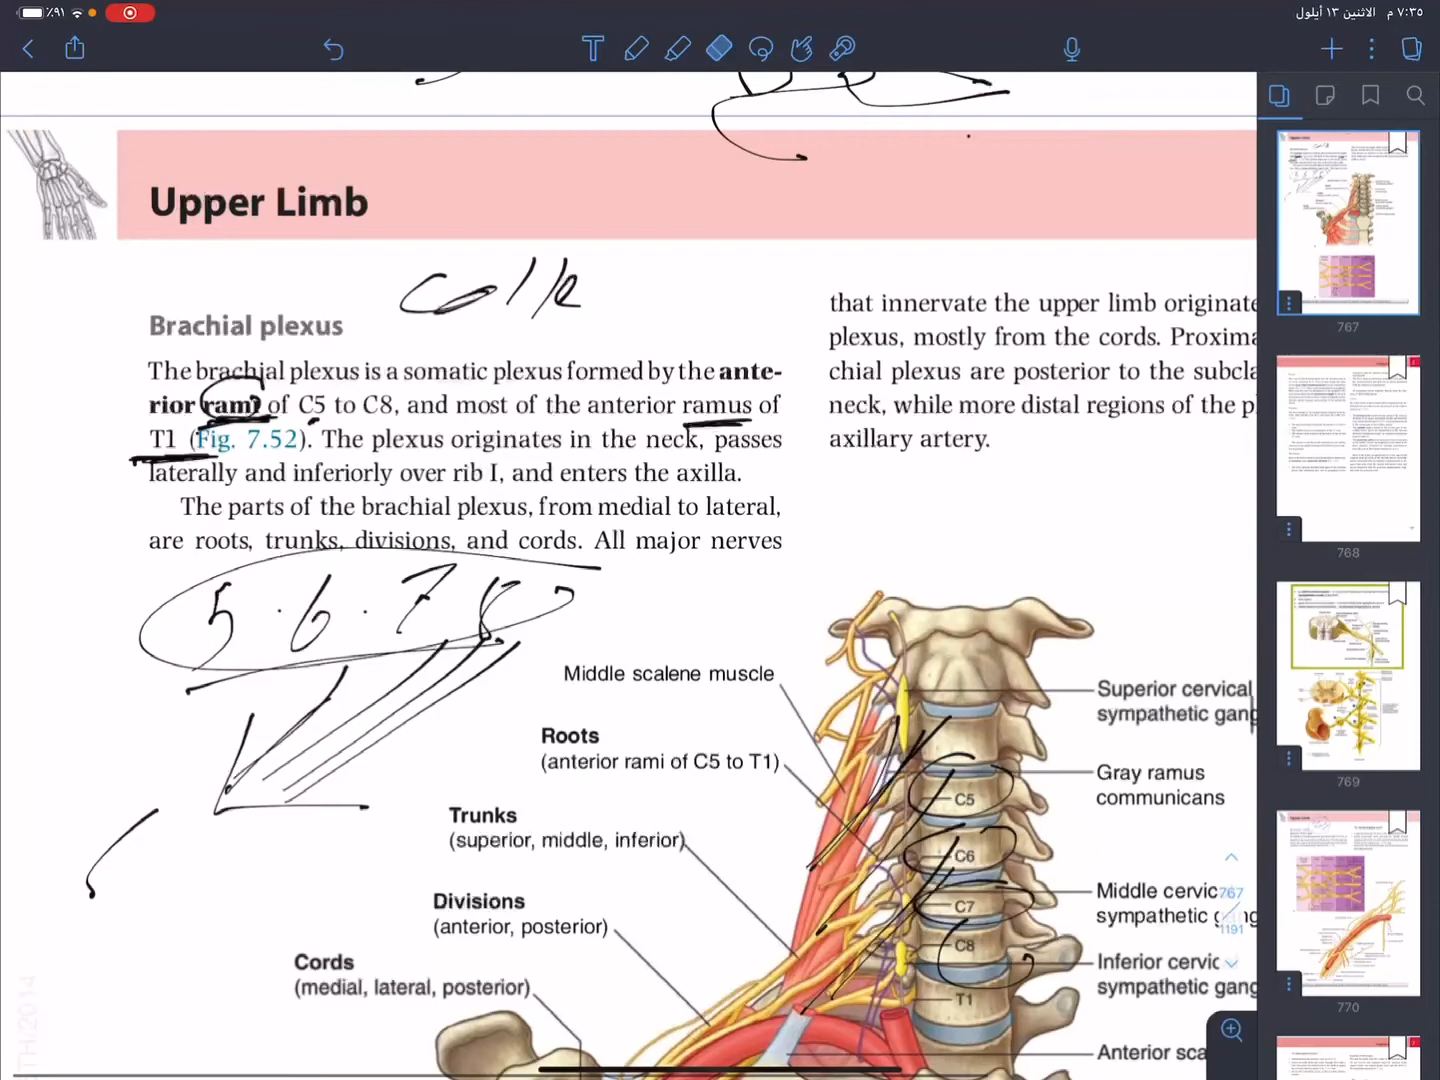 ٪٩١
٧:٣٥ م الاثنين ١٣ أيلول
Upper Limb
Brachial plexus
The brachial plexus is a somatic plexus formed by the ante-
rior rami of C5 to C8, and most of the anterior ramus of
T1 (Fig. 7.52). The plexus originates in the neck, passes
laterally and inferiorly over rib I, and enters the axilla.
The parts of the brachial plexus, from medial to lateral,
are roots, trunks, divisions, and cords. All major nerves
that innervate the upper limb originate
plexus, mostly from the cords. Proxima
chial plexus are posterior to the subcla
neck, while more distal regions of the p
axillary artery.
5 . 6 . 7 8
Middle scalene muscle
Roots
(anterior rami of C5 to T1)
Trunks
(superior, middle, inferior)
Divisions
(anterior, posterior)
Cords
(medial, lateral, posterior)
C5
C6
C7
C8
T1
Superior cervical
sympathetic gang
Gray ramus
communicans
Middle cervic
sympathetic gang
Inferior cervic
sympathetic gang
Anterior sca
767
1191
767
768
769
770